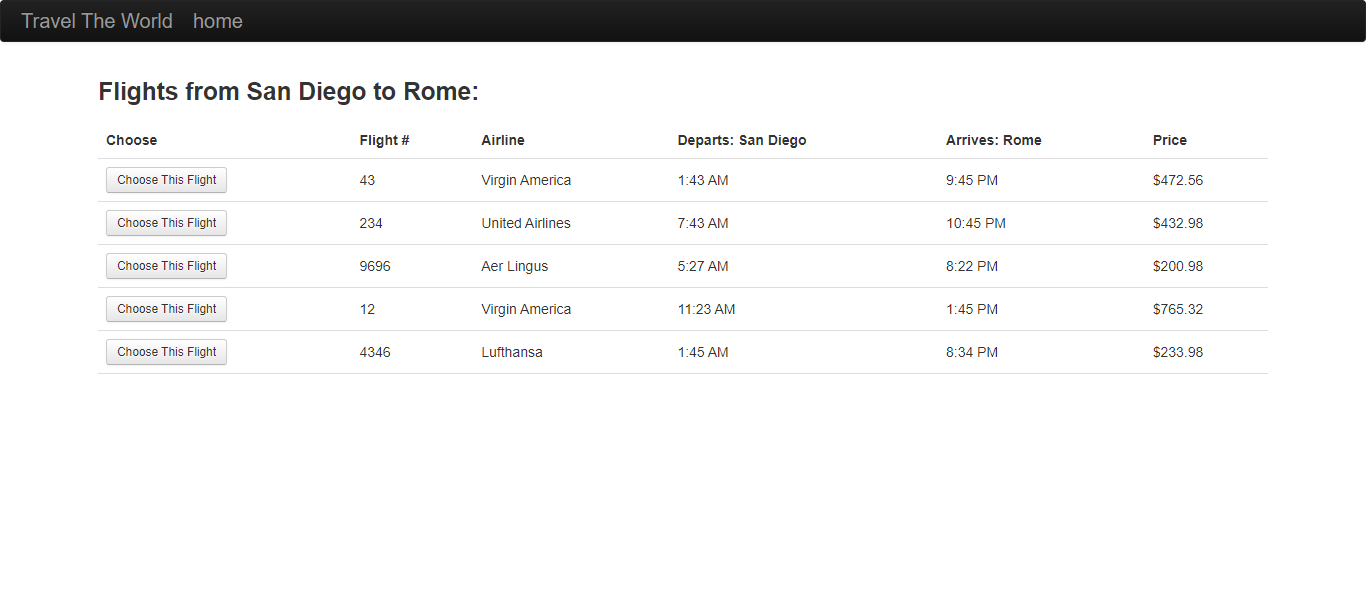 Travel The World home
Flights from San Diego to Rome:
Choose Flight # Airline Departs: San Diego Arrives: Rome Price
Choose This Flight 43 Virgin America 1:43 AM 9:45 PM $472.56
Choose This Flight 234 United Airlines 7:43 AM 10:45 PM $432.98
Choose This Flight 9696 Aer Lingus 5:27 AM 8:22 PM $200.98
Choose This Flight 12 Virgin America 11:23 AM 1:45 PM $765.32
Choose This Flight 4346 Lufthansa 1:45 AM 8:34 PM $233.98